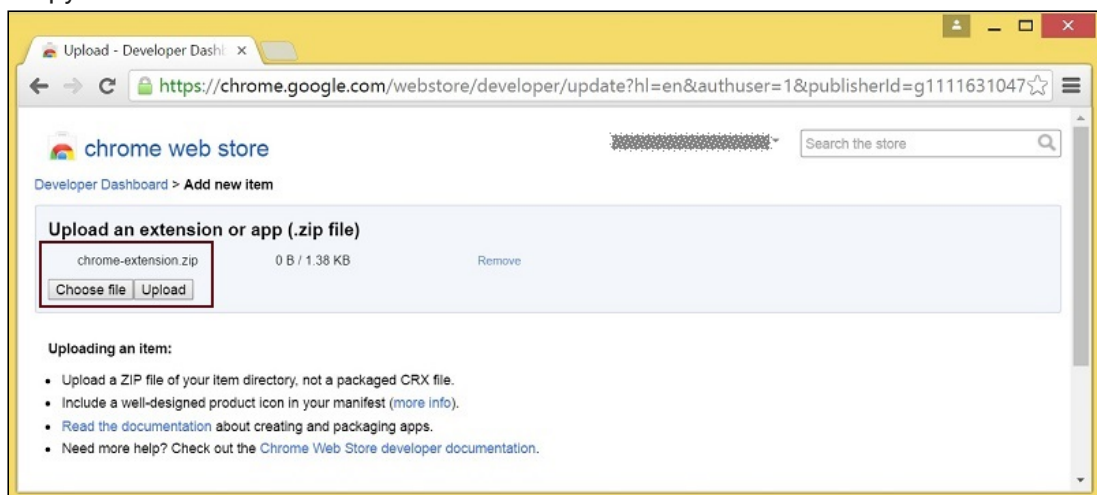 Upload - Developer Dash
https://chrome.google.com/webstore/developer/update?hl=en&authuser=1&publisherId=g1111631047
chrome web store
Search the store
Developer Dashboard > Add new item
Upload an extension or app (.zip file)
chrome-extension.zip 0 B / 1.38 KB Remove
Choose file Upload
Uploading an item:
• Upload a ZIP file of your item directory, not a packaged CRX file.
• Include a well-designed product icon in your manifest (more info).
• Read the documentation about creating and packaging apps.
• Need more help? Check out the Chrome Web Store developer documentation.